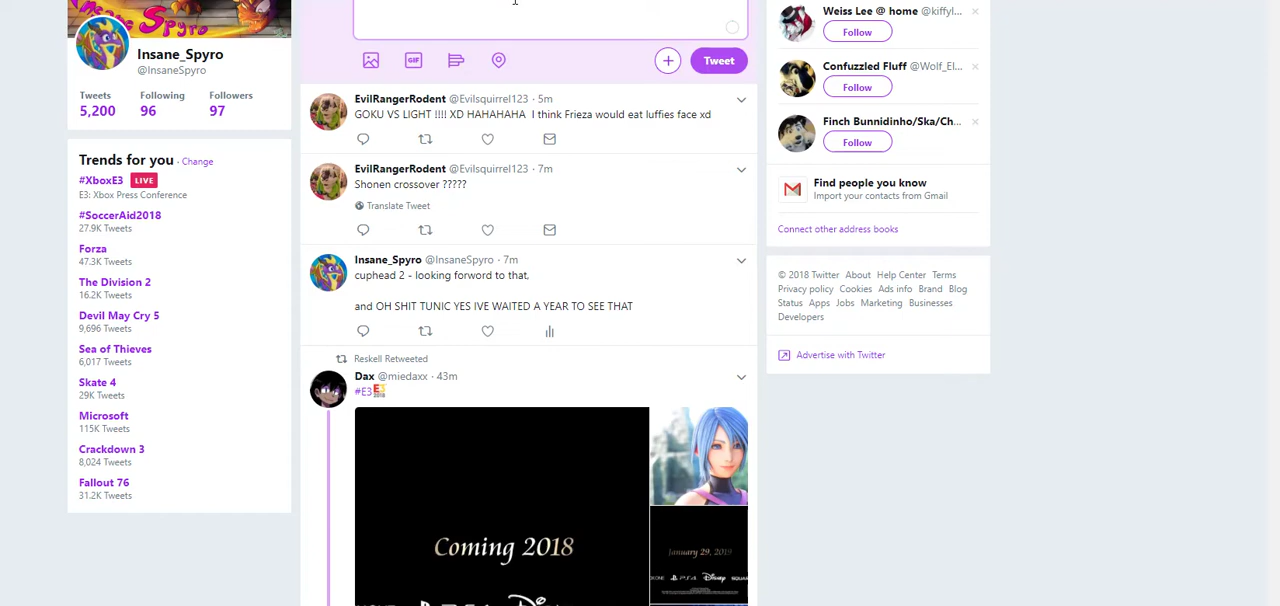 Spyro
Insane_Spyro
@InsaneSpyro
Tweets Following Followers
5,200 96 97
Trends for you · Change
#XboxE3 LIVE
E3: Xbox Press Conference
#SoccerAid2018
27.9K Tweets
Forza
47.3K Tweets
The Division 2
16.2K Tweets
Devil May Cry 5
9,696 Tweets
Sea of Thieves
6,017 Tweets
Skate 4
29K Tweets
Microsoft
115K Tweets
Crackdown 3
8,024 Tweets
Fallout 76
31.2K Tweets
GIF
Tweet
EvilRangerRodent @Evilsquirrel123 · 5m
GOKU VS LIGHT !!!! XD HAHAHAHA I think Frieza would eat luffies face xd
EvilRangerRodent @Evilsquirrel123 · 7m
Shonen crossover ?????
Translate Tweet
Insane_Spyro @InsaneSpyro · 7m
cuphead 2 - looking forword to that,
and OH SHIT TUNIC YES IVE WAITED A YEAR TO SEE THAT
Reskell Retweeted
Dax @miedaxx · 43m
#E3
Coming 2018
January 29, 2019
PS4 Disney
Weiss Lee @ home @kiffyl...
Follow
Confuzzled Fluff @Wolf_El...
Follow
Finch Bunnidinho/Ska/Ch...
Follow
Find people you know
Import your contacts from Gmail
Connect other address books
© 2018 Twitter About Help Center Terms
Privacy policy Cookies Ads info Brand Blog
Status Apps Jobs Marketing Businesses
Developers
Advertise with Twitter